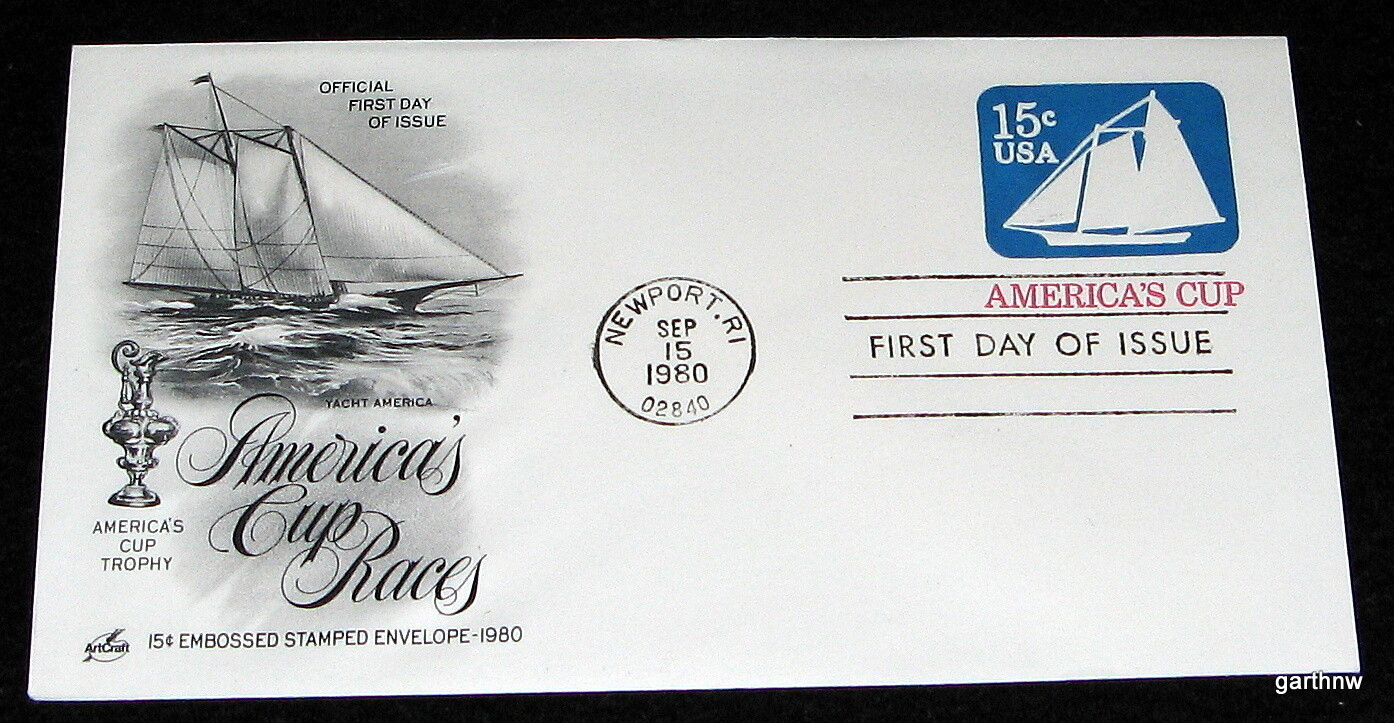 OFFICIAL
FIRST DAY
OF ISSUE
YACHT AMERICA
America's
Cup
Races
AMERICA'S
CUP
TROPHY
ArtCraft
15¢ EMBOSSED STAMPED ENVELOPE-1980
NEWPORT. RI
SEP
15
1980
02840
15c
USA
AMERICA'S CUP
FIRST DAY OF ISSUE
garthnw